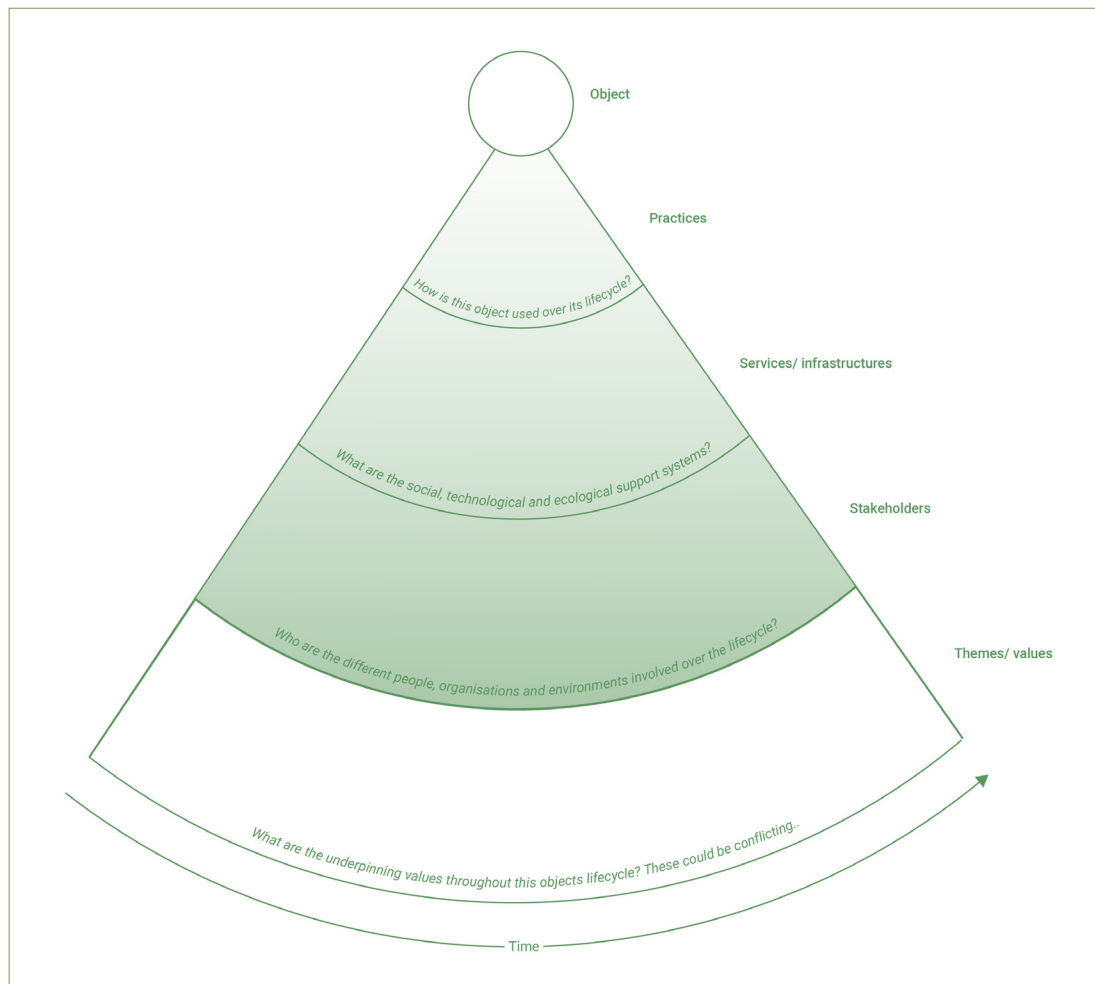 Object
Practices
How is this object used over its lifecycle?
Services/ infrastructures
What are the social, technological and ecological support systems?
Stakeholders
Who are the different people, organisations and environments involved over the lifecycle?
Themes/ values
What are the underpinning values throughout this objects lifecycle? These could be conflicting..
Time